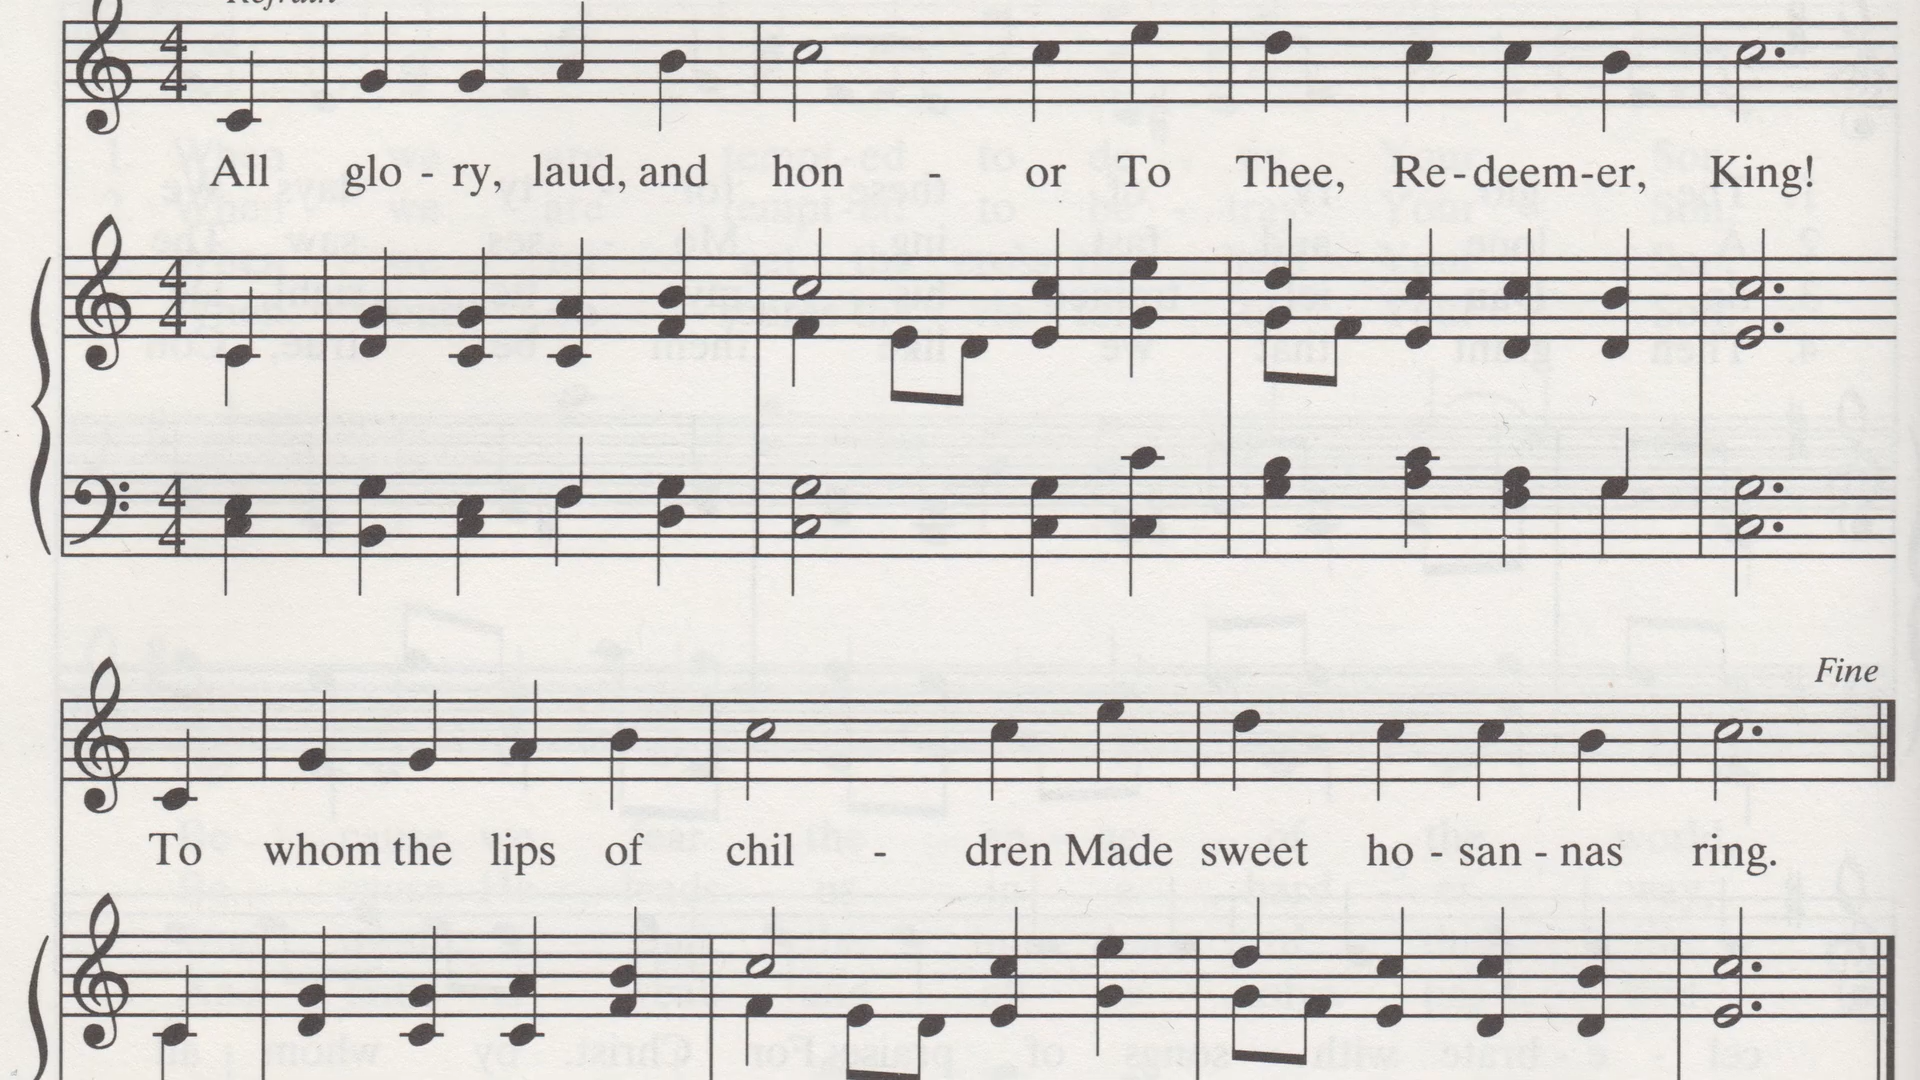 Refrain
All glo - ry, laud, and hon - or To Thee, Re - deem - er, King!
Fine
To whom the lips of chil - dren Made sweet ho - san - nas ring.